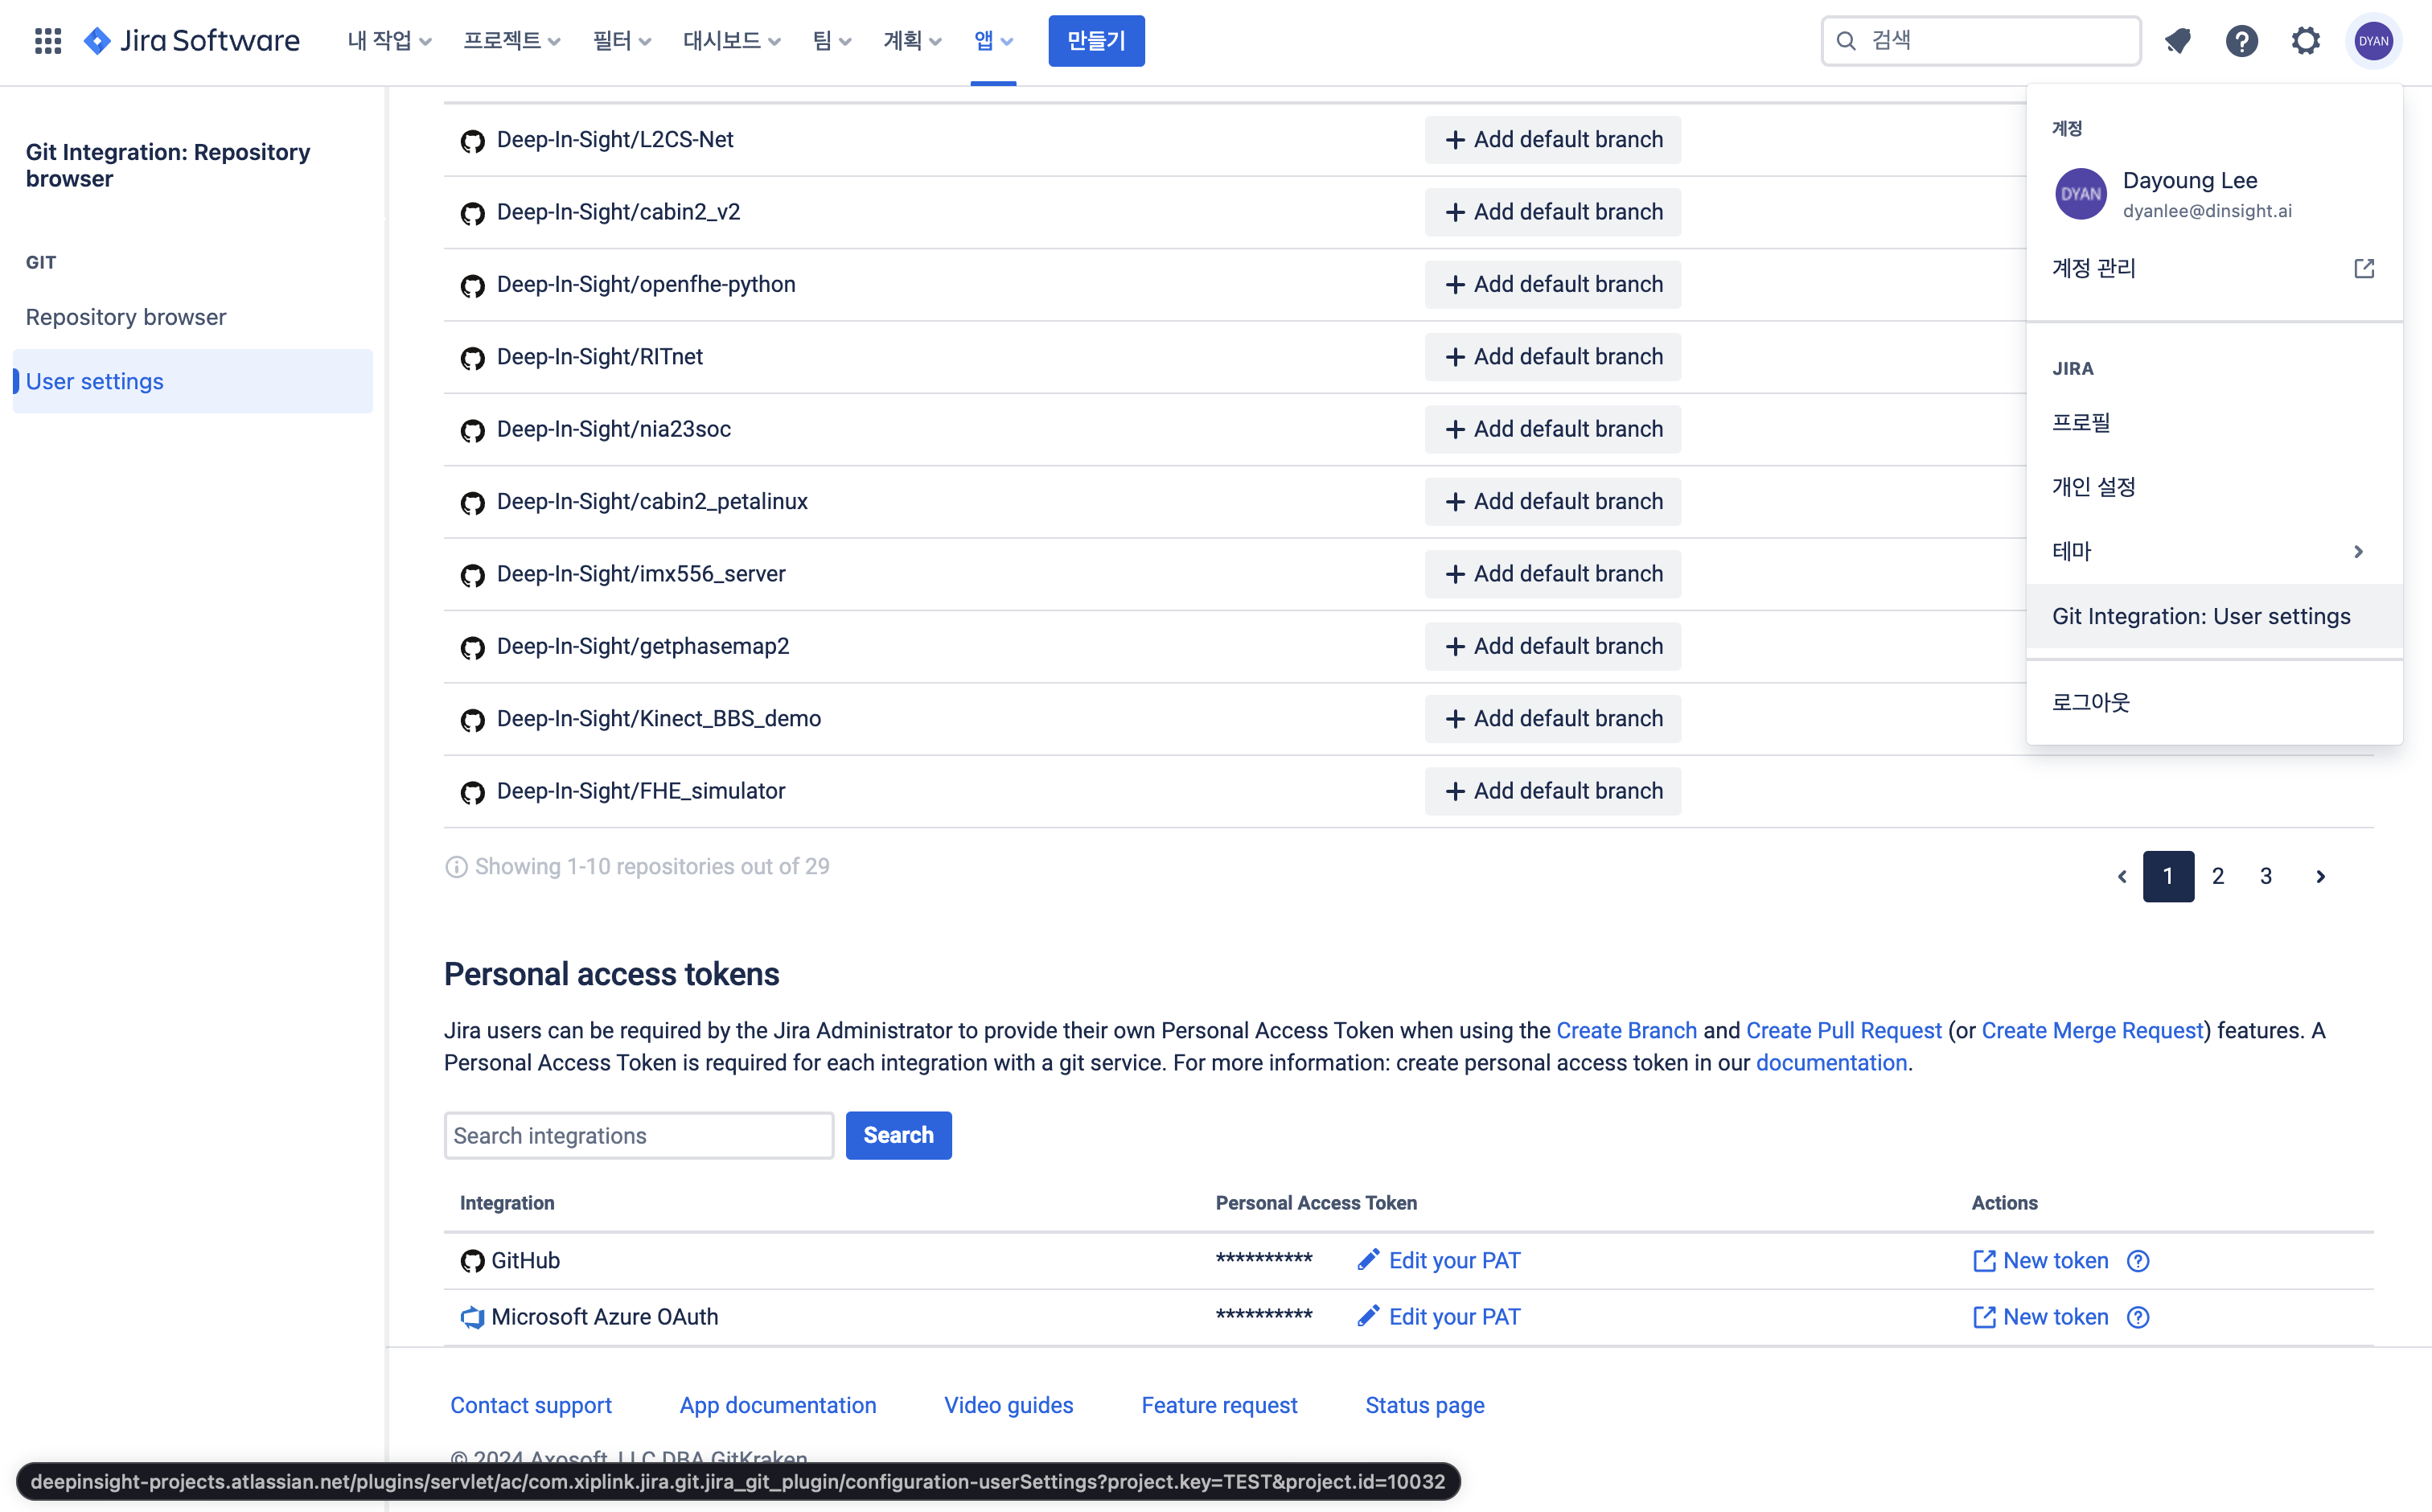 Jira Software 내 작업 프로젝트 필터 대시보드 팀 계획 앱 만들기 검색 DYAN
Git Integration: Repository
browser
GIT
Repository browser
User settings
Deep-In-Sight/L2CS-Net + Add default branch
Deep-In-Sight/cabin2_v2 + Add default branch
Deep-In-Sight/openfhe-python + Add default branch
Deep-In-Sight/RITnet + Add default branch
Deep-In-Sight/nia23soc + Add default branch
Deep-In-Sight/cabin2_petalinux + Add default branch
Deep-In-Sight/imx556_server + Add default branch
Deep-In-Sight/getphasemap2 + Add default branch
Deep-In-Sight/Kinect_BBS_demo + Add default branch
Deep-In-Sight/FHE_simulator + Add default branch
Showing 1-10 repositories out of 29
1 2 3
계정
DYAN Dayoung Lee
dyanlee@dinsight.ai
계정 관리
JIRA
프로필
개인 설정
테마
Git Integration: User settings
로그아웃
Personal access tokens
Jira users can be required by the Jira Administrator to provide their own Personal Access Token when using the Create Branch and Create Pull Request (or Create Merge Request) features. A
Personal Access Token is required for each integration with a git service. For more information: create personal access token in our documentation.
Search integrations Search
Integration Personal Access Token Actions
GitHub ********** Edit your PAT New token
Microsoft Azure OAuth ********** Edit your PAT New token
Contact support App documentation Video guides Feature request Status page
© 2024 Axosoft, LLC DBA GitKraken
deepinsight-projects.atlassian.net/plugins/servlet/ac/com.xiplink.jira.git.jira_git_plugin/configuration-userSettings?project.key=TEST&project.id=10032